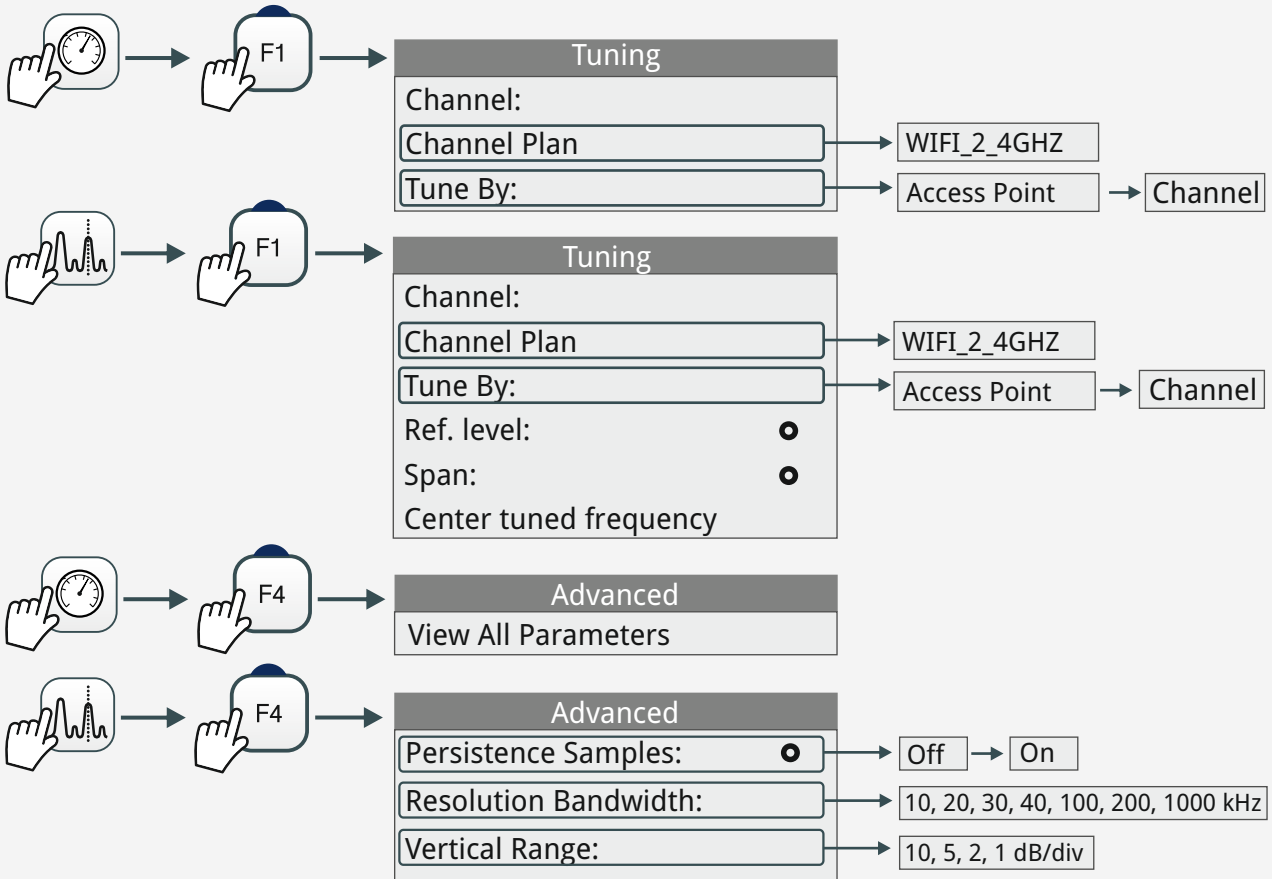 F1
Tuning
Channel:
Channel Plan
WIFI_2_4GHZ
Tune By:
Access Point
Channel
F1
Tuning
Channel:
Channel Plan
WIFI_2_4GHZ
Tune By:
Access Point
Channel
Ref. level:
Span:
Center tuned frequency
F4
Advanced
View All Parameters
F4
Advanced
Persistence Samples:
Off
On
Resolution Bandwidth:
10, 20, 30, 40, 100, 200, 1000 kHz
Vertical Range:
10, 5, 2, 1 dB/div